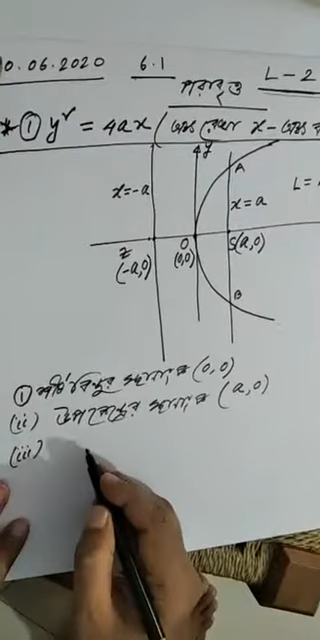 0.06.2020 6.1
পরাবৃত্ত L-2
*① y² = 4ax (অক্ষ রেখা x-অক্ষ
y
A
x=-a
x=a
L=
Z
(-a,0)
O
(0,0)
S(a,0)
B
① শীর্ষবিন্দুর স্থানাংক (0,0)
(ii) উপকেন্দ্রের স্থানাংক (a,0)
(iii)